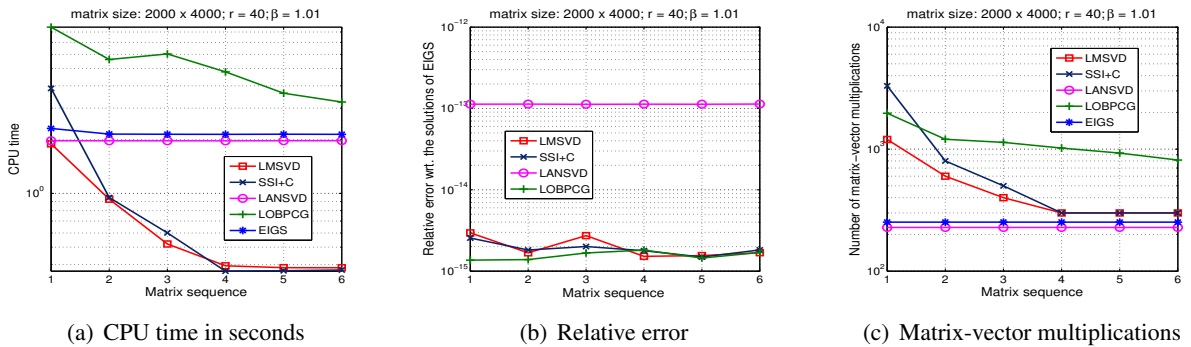 matrix size: 2000 x 4000; r = 40; β = 1.01
CPU time
10^0
LMSVD
SSI+C
LANSVD
LOBPCG
EIGS
1 2 3 4 5 6
Matrix sequence
(a) CPU time in seconds
matrix size: 2000 x 4000; r = 40; β = 1.01
Relative error wrt. the solutions of EIGS
10^-12
10^-13
10^-14
10^-15
LMSVD
SSI+C
LANSVD
LOBPCG
1 2 3 4 5 6
Matrix sequence
(b) Relative error
matrix size: 2000 x 4000; r = 40; β = 1.01
Number of matrix−vector multiplications
10^4
10^3
10^2
LMSVD
SSI+C
LANSVD
LOBPCG
EIGS
1 2 3 4 5 6
Matrix sequence
(c) Matrix-vector multiplications